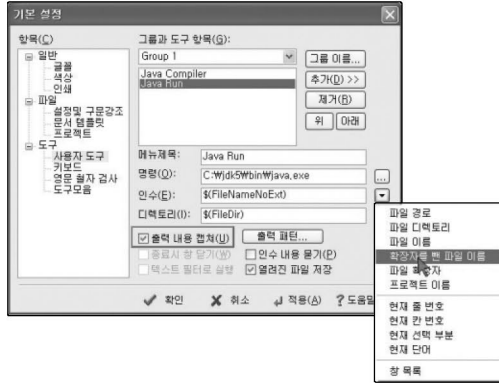 기본 설정
항목(C)
일반
글꼴
색상
인쇄
파일
설정및 구문강조
문서 템플릿
프로젝트
도구
사용자 도구
키보드
영문 철자 검사
도구모음
그룹과 도구 항목(G):
Group 1
그룹 이름...
Java Compiler
Java Run
추가(D) >>
제거(R)
위
아래
메뉴제목:
Java Run
명령(O):
C:₩jdk5₩bin₩java.exe
...
인수(E):
$(FileNameNoExt)
디렉토리(I):
$(FileDir)
출력 내용 캡쳐(U)
출력 패턴...
종료시 창 닫기(W)
인수 내용 묻기(P)
텍스트 필터로 실행
열려진 파일 저장
확인
취소
적용(A)
? 도움말
파일 경로
파일 디렉토리
파일 이름
확장자를 뺀 파일 이름
파일 확장자
프로젝트 이름
현재 줄 번호
현재 칸 번호
현재 선택 부분
현재 단어
창 목록